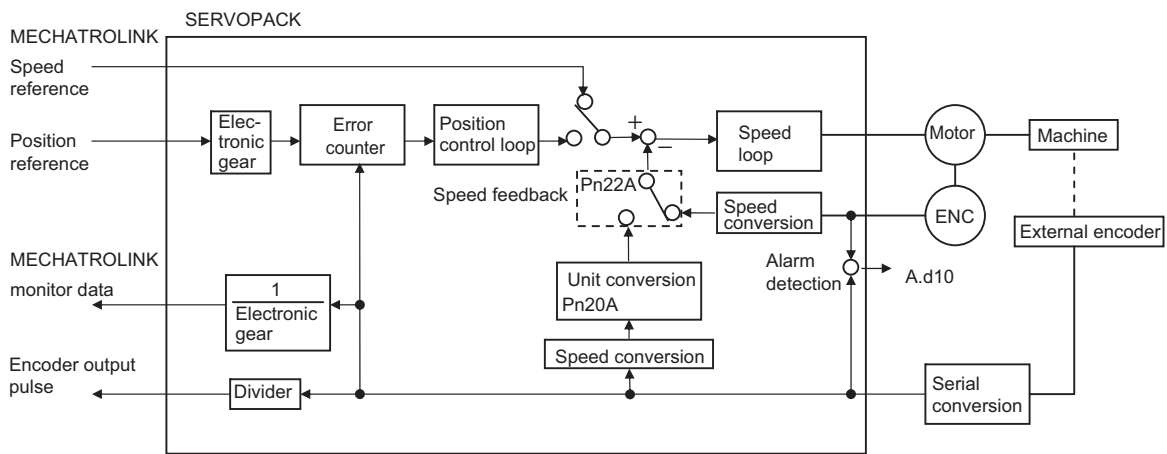 SERVOPACK
MECHATROLINK
Speed
reference
Position
reference
Elec-
tronic
gear
Error
counter
Position
control loop
+
−
Speed
loop
Motor
Machine
Speed feedback
Pn22A
Speed
conversion
ENC
External encoder
MECHATROLINK
monitor data
1
Electronic
gear
Unit conversion
Pn20A
Alarm
detection
A.d10
Speed conversion
Encoder output
pulse
Divider
Serial
conversion